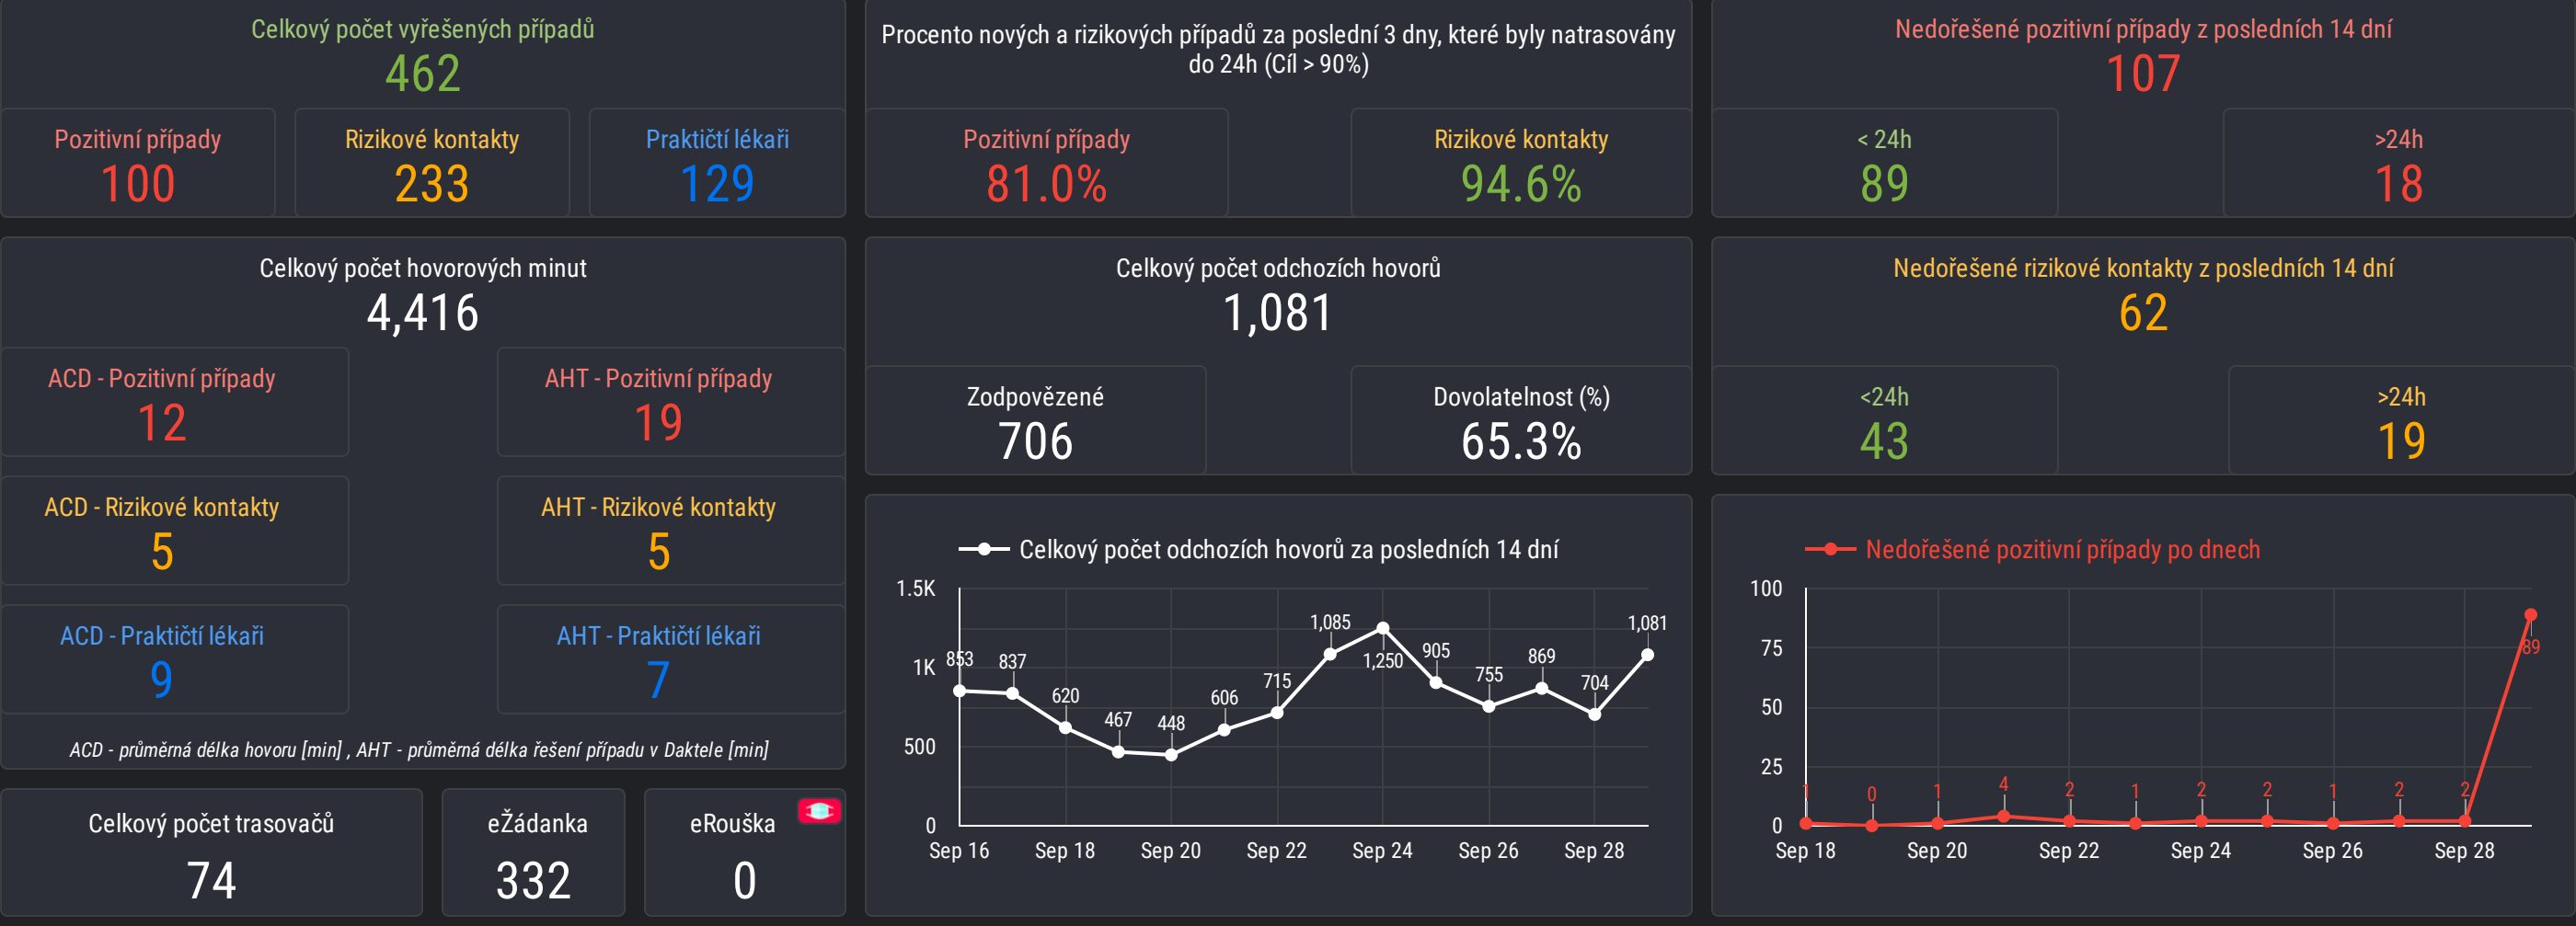 Celkový počet vyřešených případů
462
Pozitivní případy
100
Rizikové kontakty
233
Praktičtí lékaři
129
Procento nových a rizikových případů za poslední 3 dny, které byly natrasovány
do 24h (Cíl > 90%)
Pozitivní případy
81.0%
Rizikové kontakty
94.6%
Nedořešené pozitivní případy z posledních 14 dní
107
< 24h
89
>24h
18
Celkový počet hovorových minut
4,416
ACD - Pozitivní případy
12
AHT - Pozitivní případy
19
ACD - Rizikové kontakty
5
AHT - Rizikové kontakty
5
ACD - Praktičtí lékaři
9
AHT - Praktičtí lékaři
7
ACD - průměrná délka hovoru [min] , AHT - průměrná délka řešení případu v Daktele [min]
Celkový počet odchozích hovorů
1,081
Zodpovězené
706
Dovolatelnost (%)
65.3%
Nedořešené rizikové kontakty z posledních 14 dní
62
<24h
43
>24h
19
Celkový počet trasovačů
74
eŽádanka
332
eRouška
0
Celkový počet odchozích hovorů za posledních 14 dní
1.5K
1K
500
0
853
837
620
467
448
606
715
1,085
1,250
905
755
869
704
1,081
Sep 16
Sep 18
Sep 20
Sep 22
Sep 24
Sep 26
Sep 28
Nedořešené pozitivní případy po dnech
100
75
50
25
0
1
0
1
4
2
1
2
2
1
2
2
89
Sep 18
Sep 20
Sep 22
Sep 24
Sep 26
Sep 28